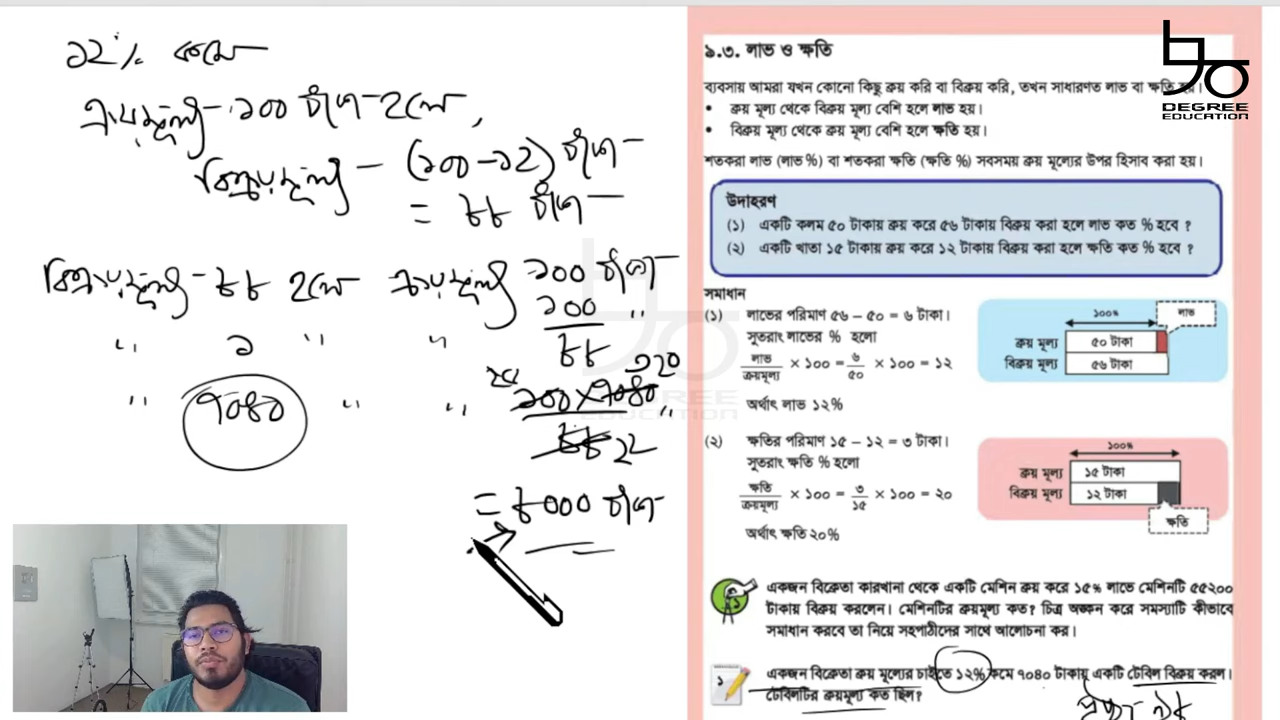 ১২% কমে
ক্রয়মূল্য ১০০ টাকা হলে,
বিক্রয়মূল্য = (১০০-১২) টাকা
= ৮৮ টাকা
বিক্রয়মূল্য ৮৮ হলে ক্রয়মূল্য ১০০ টাকা
" ১ " " ১০০/৮৮ "
" ৭০৪০ " " ১০০×৭০৪০/৮৮ "
= ৮০০০ টাকা
DEGREE
EDUCATION
৯.৩. লাভ ও ক্ষতি
ব্যবসায় আমরা যখন কোনো কিছু ক্রয় করি বা বিক্রয় করি, তখন সাধারণত লাভ বা ক্ষতি হয়।
• ক্রয় মূল্য থেকে বিক্রয় মূল্য বেশি হলে লাভ হয়।
• বিক্রয় মূল্য থেকে ক্রয় মূল্য বেশি হলে ক্ষতি হয়।
শতকরা লাভ (লাভ %) বা শতকরা ক্ষতি (ক্ষতি %) সবসময় ক্রয় মূল্যের উপর হিসাব করা হয়।
উদাহরণ
(১) একটি কলম ৫০ টাকায় ক্রয় করে ৫৬ টাকায় বিক্রয় করা হলে লাভ কত % হবে ?
(২) একটি খাতা ১৫ টাকায় ক্রয় করে ১২ টাকায় বিক্রয় করা হলে ক্ষতি কত % হবে ?
সমাধান
(১) লাভের পরিমাণ ৫৬ – ৫০ = ৬ টাকা।
সুতরাং লাভের % হলো
লাভ/ক্রয়মূল্য × ১০০ = ৬/৫০ × ১০০ = ১২
অর্থাৎ লাভ ১২%
১০০%
লাভ
ক্রয় মূল্য ৫০ টাকা
বিক্রয় মূল্য ৫৬ টাকা
(২) ক্ষতির পরিমাণ ১৫ – ১২ = ৩ টাকা।
সুতরাং ক্ষতি % হলো
ক্ষতি/ক্রয়মূল্য × ১০০ = ৩/১৫ × ১০০ = ২০
অর্থাৎ ক্ষতি ২০%
১০০%
ক্রয় মূল্য ১৫ টাকা
বিক্রয় মূল্য ১২ টাকা
ক্ষতি
একজন বিক্রেতা কারখানা থেকে একটি মেশিন ক্রয় করে ১৫% লাভে মেশিনটি ৫৫২০০
টাকায় বিক্রয় করলেন। মেশিনটির ক্রয়মূল্য কত? চিত্র অঙ্কন করে সমস্যাটি কীভাবে
সমাধান করবে তা নিয়ে সহপাঠীদের সাথে আলোচনা কর।
১ একজন বিক্রেতা ক্রয় মূল্যের চাইতে ১২% কমে ৭০৪০ টাকায় একটি টেবিল বিক্রয় করল।
টেবিলটির ক্রয়মূল্য কত ছিল?